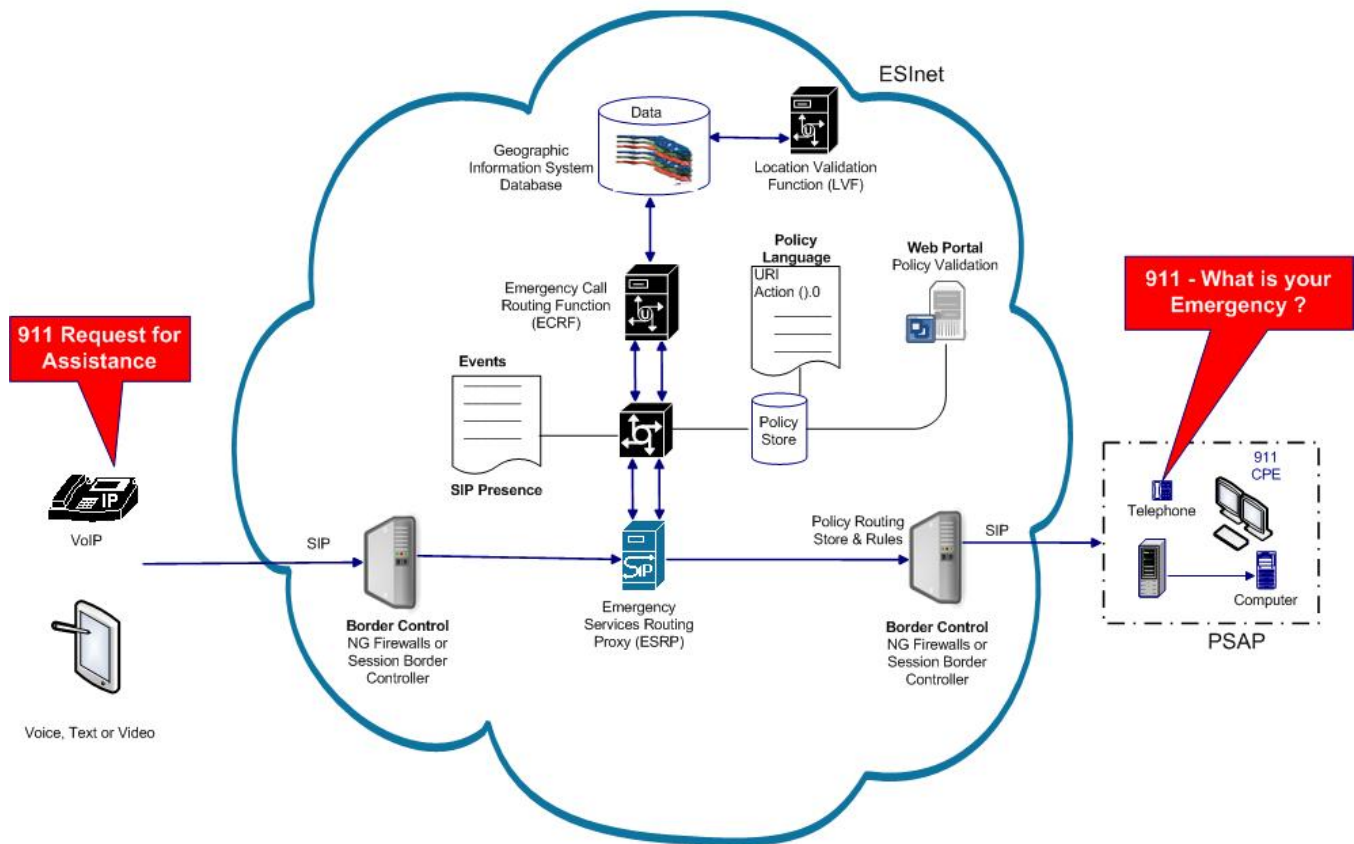 ESInet
Data
Geographic
Information System
Database
Location Validation
Function (LVF)
Policy
Language
URI
Action ().0
Web Portal
Policy Validation
911 - What is your
Emergency ?
Emergency Call
Routing Function
(ECRF)
911 Request for
Assistance
Events
Policy
Store
SIP Presence
911
CPE
Telephone
IP
VoIP
SIP
Policy Routing
Store & Rules
SIP
SIP
Computer
Emergency
Services Routing
Proxy (ESRP)
Border Control
NG Firewalls or
Session Border
Controller
Border Control
NG Firewalls or
Session Border
Controller
PSAP
Voice, Text or Video
U
U